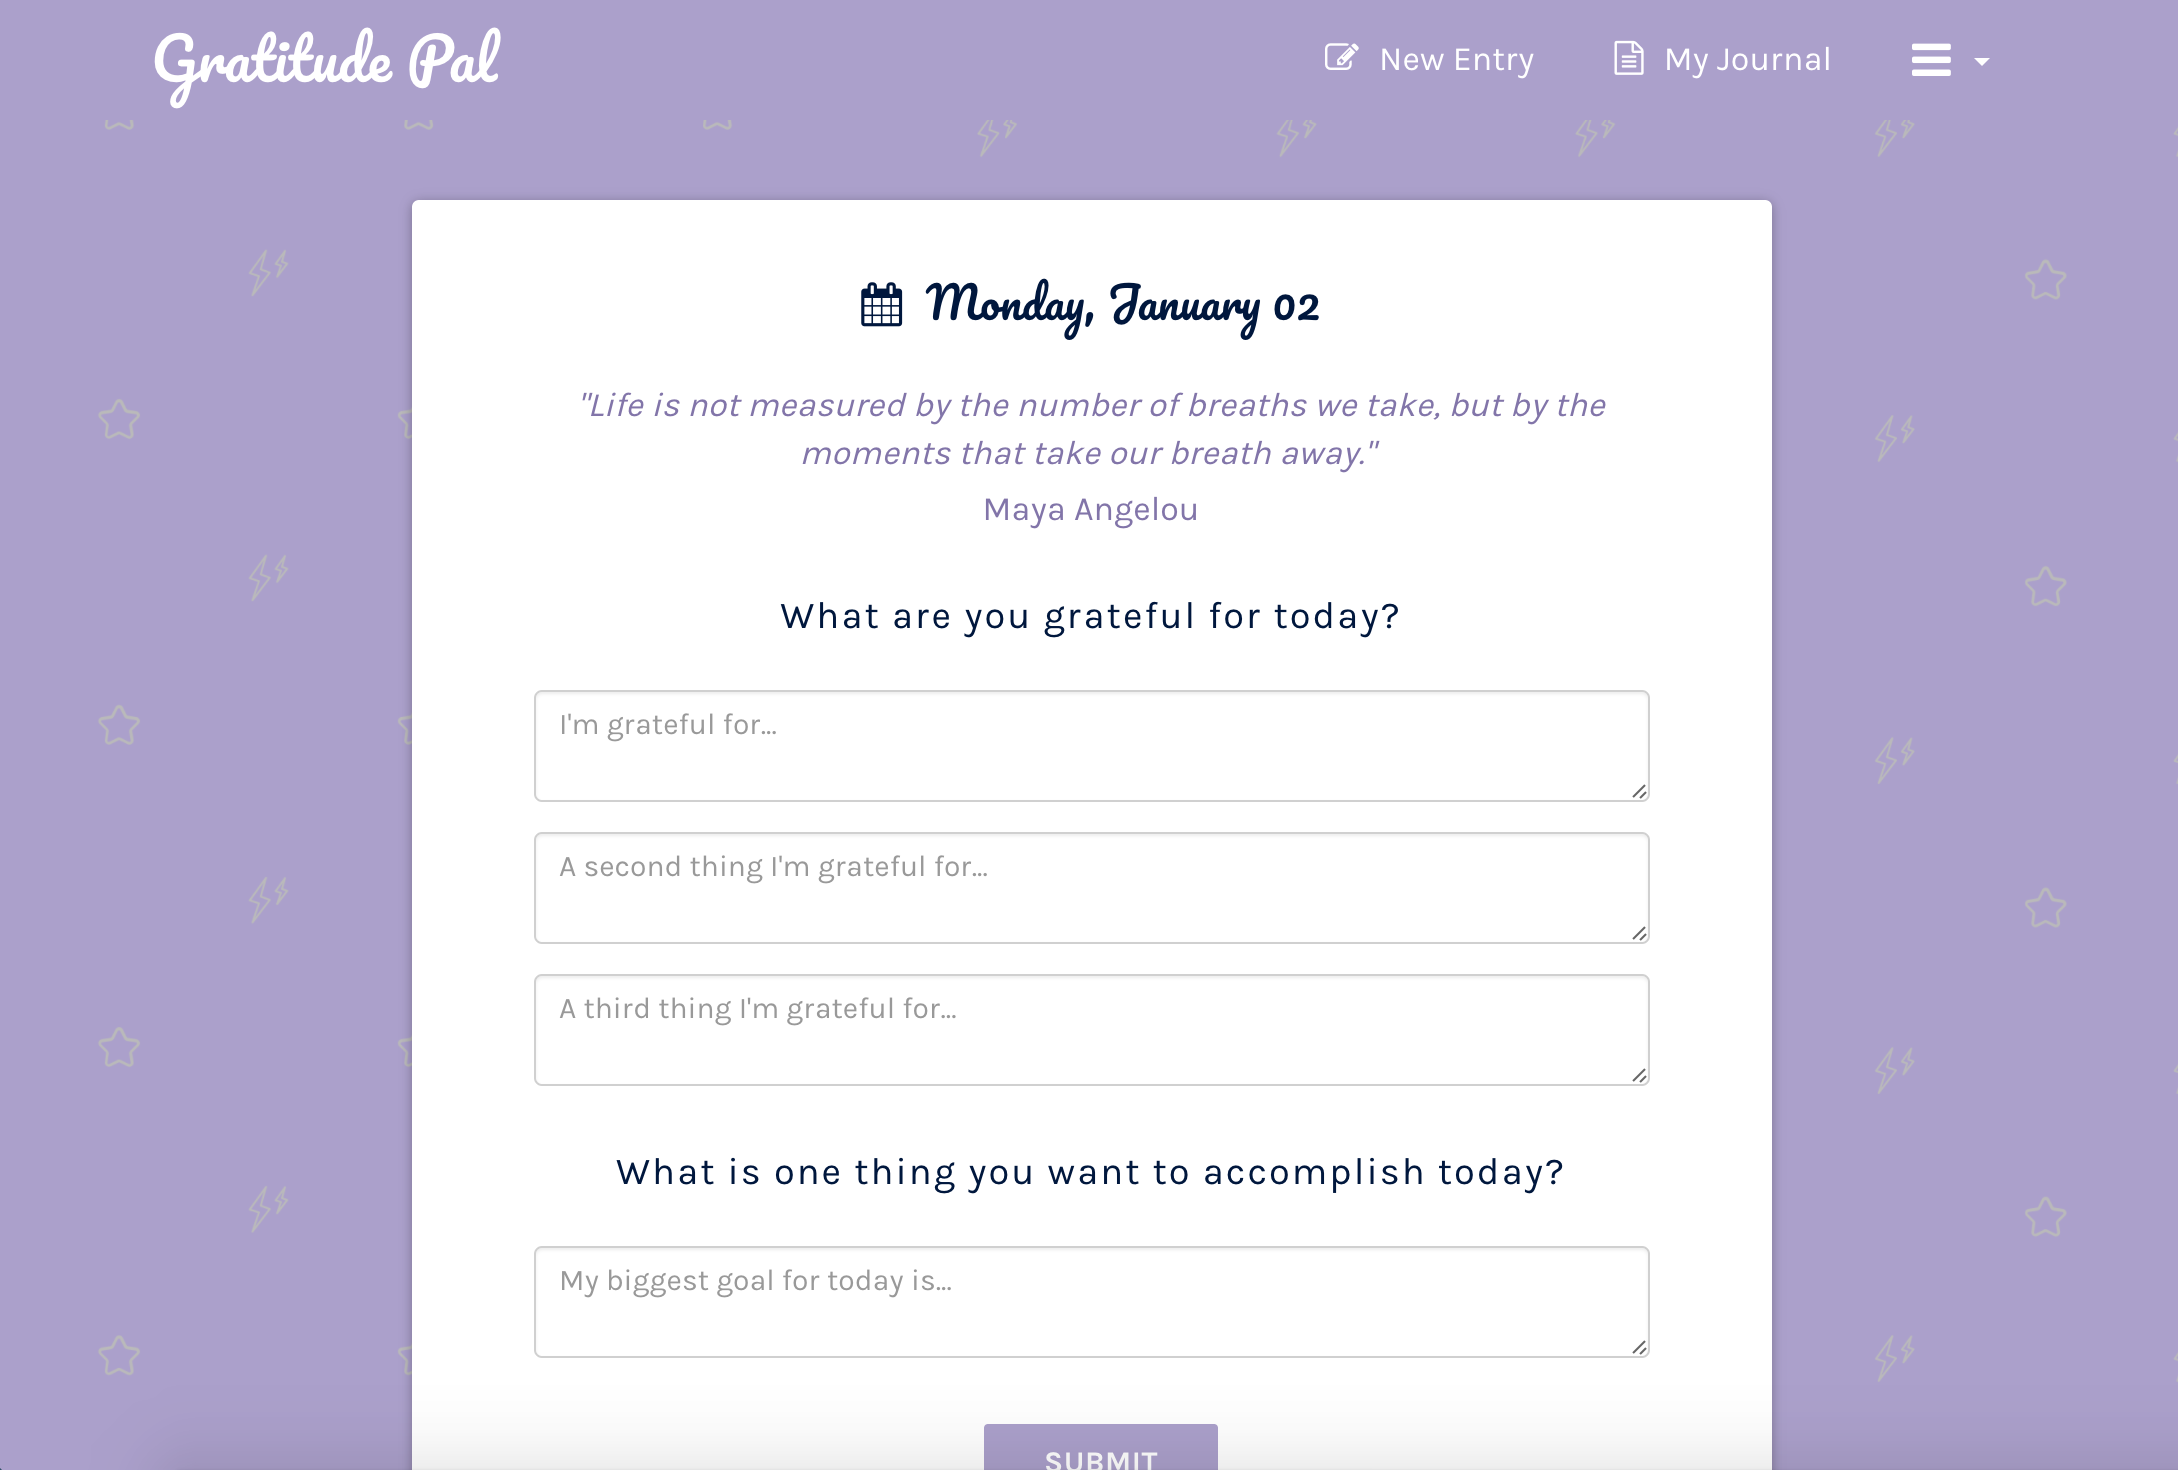 Gratitude Pal
New Entry
My Journal
Monday, January 02
"Life is not measured by the number of breaths we take, but by the
moments that take our breath away."
Maya Angelou
What are you grateful for today?
I'm grateful for...
A second thing I'm grateful for...
A third thing I'm grateful for...
What is one thing you want to accomplish today?
My biggest goal for today is...
SUBMIT